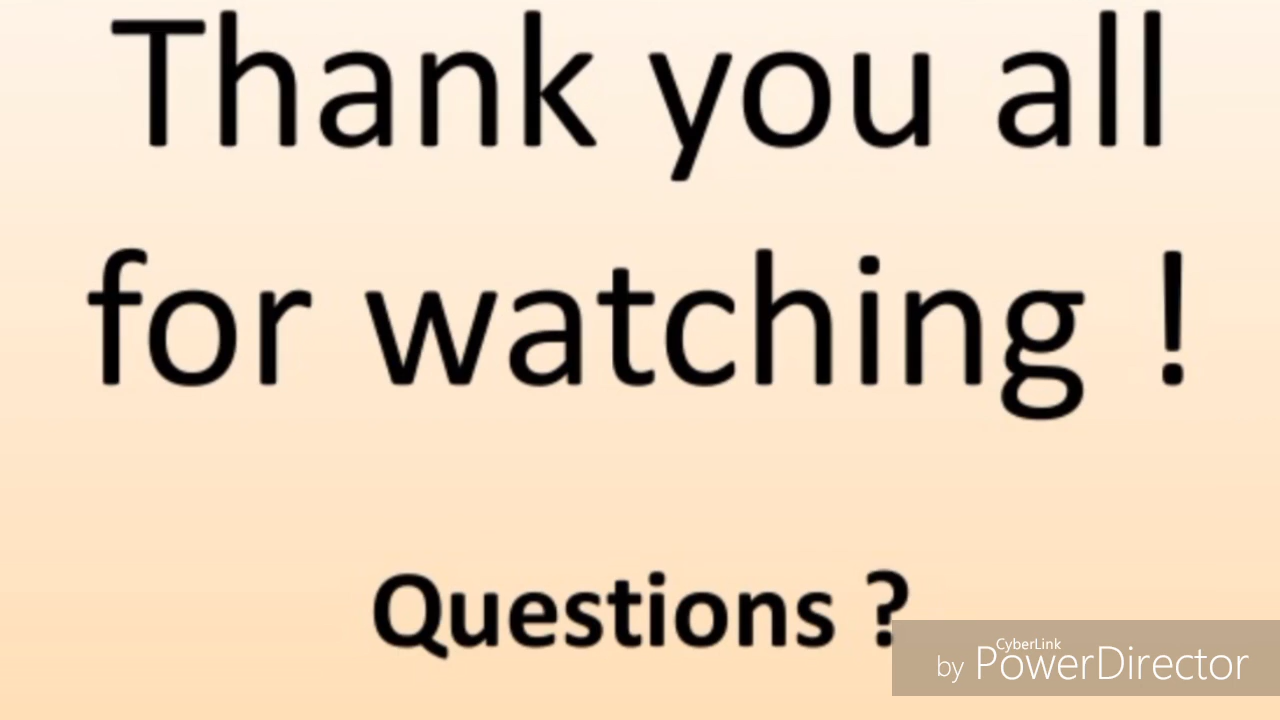 Thank you all
for watching !
Questions ?
CyberLink
by PowerDirector